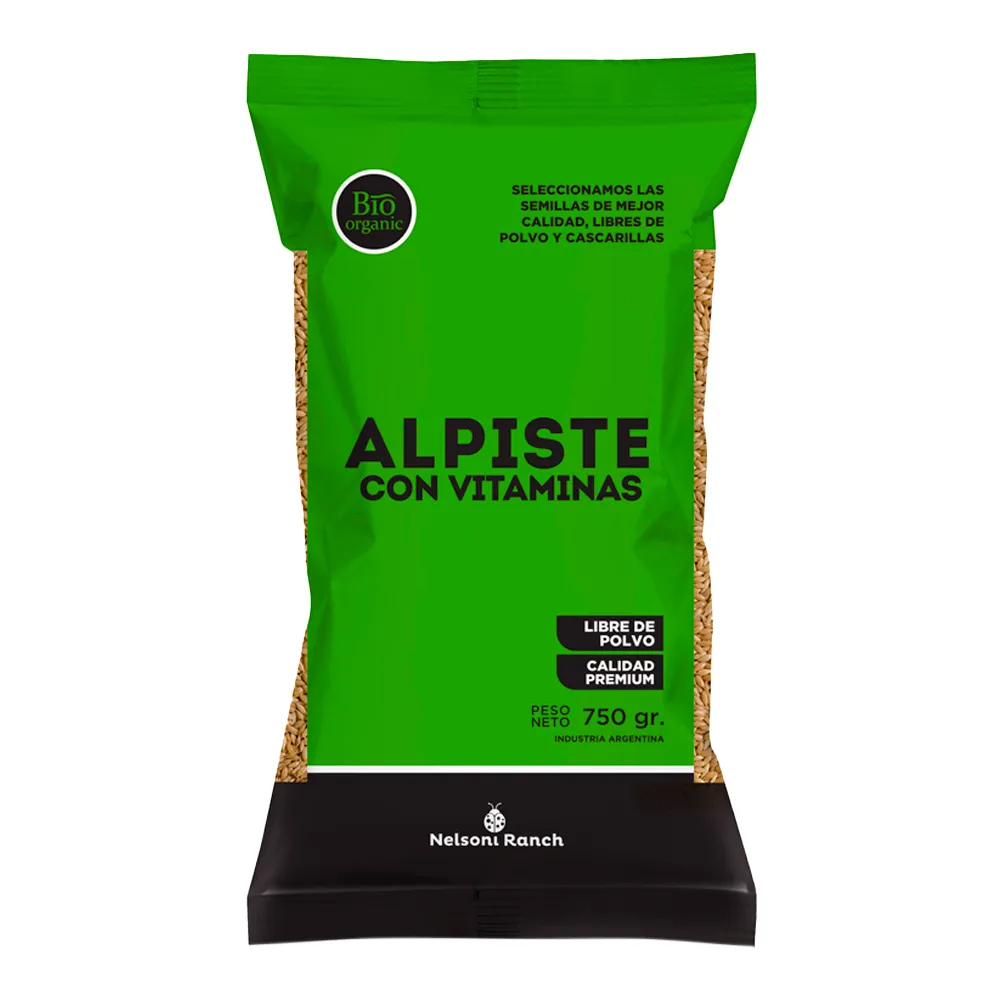 Bio
organic
SELECCIONAMOS LAS
SEMILLAS DE MEJOR
CALIDAD, LIBRES DE
POLVO Y CASCARILLAS
ALPISTE
CON VITAMINAS
LIBRE DE
POLVO
CALIDAD
PREMIUM
PESO
NETO 750 gr.
INDUSTRIA ARGENTINA
Nelsoni Ranch